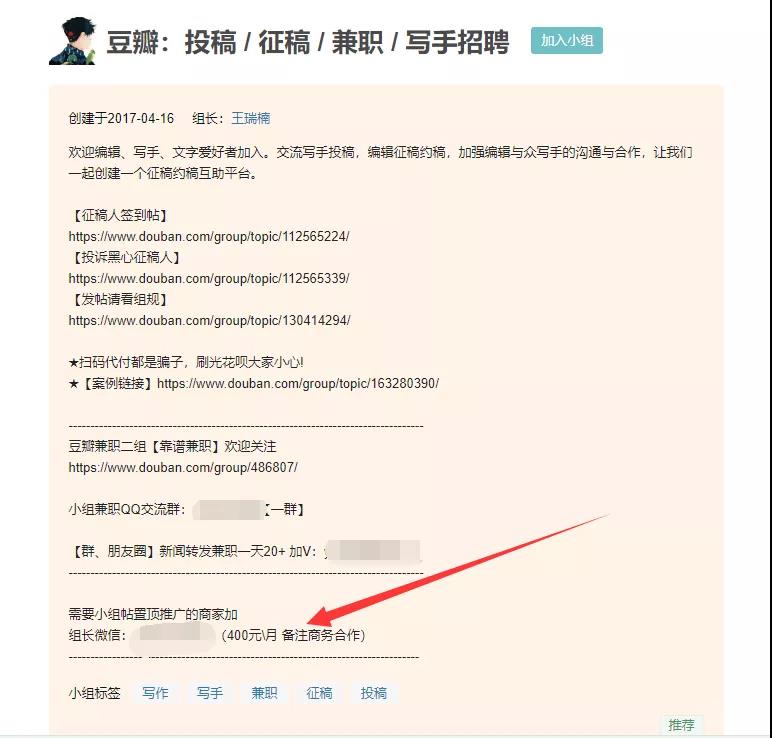 豆瓣：投稿 / 征稿 / 兼职 / 写手招聘
加入小组
创建于2017-04-16 组长：王瑞楠
欢迎编辑、写手、文字爱好者加入。交流写手投稿，编辑征稿约稿，加强编辑与众写手的沟通与合作，让我们
一起创建一个征稿约稿互助平台。
【征稿人签到帖】
https://www.douban.com/group/topic/112565224/
【投诉黑心征稿人】
https://www.douban.com/group/topic/112565339/
【发帖请看组规】
https://www.douban.com/group/topic/130414294/
★扫码代付都是骗子，刷光花呗大家小心!
★【案例链接】https://www.douban.com/group/topic/163280390/
豆瓣兼职二组【靠谱兼职】欢迎关注
https://www.douban.com/group/486807/
小组兼职QQ交流群：【一群】
【群、朋友圈】新闻转发兼职一天20+ 加V：
需要小组帖置顶推广的商家加
组长微信：（400元\月 备注商务合作）
小组标签 写作 写手 兼职 征稿 投稿
推荐